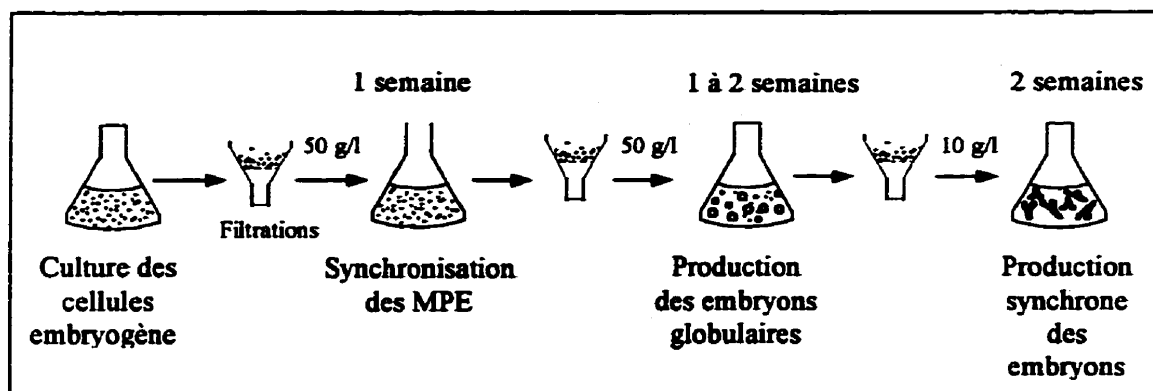 1 semaine
1 à 2 semaines
2 semaines
50 g/l
50 g/l
10 g/l
Filtrations
Culture des
cellules
embryogène
Synchronisation
des MPE
Production
des embryons
globulaires
Production
synchrone
des
embryons